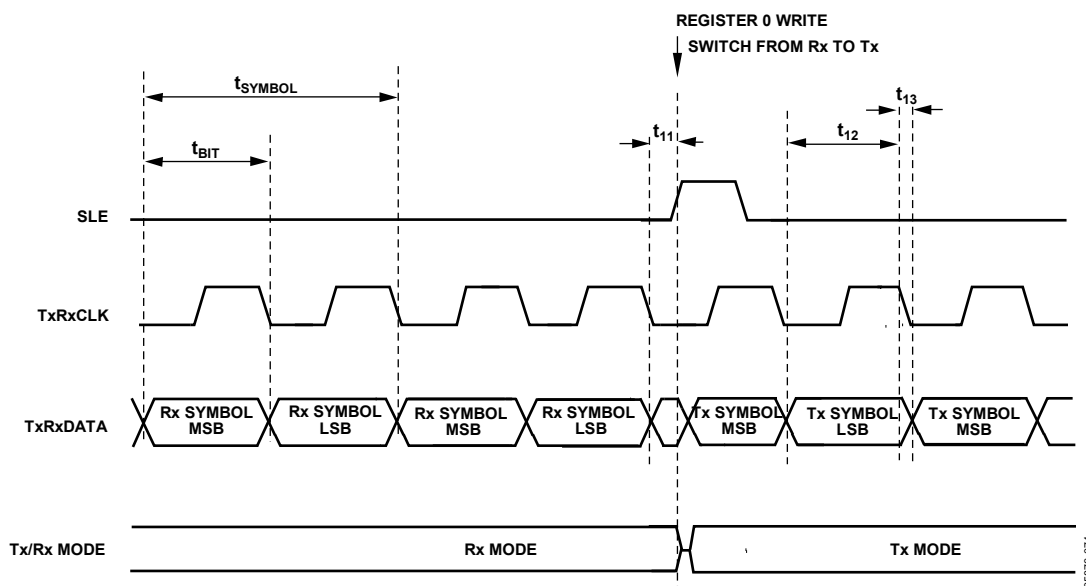 REGISTER 0 WRITE
SWITCH FROM Rx TO Tx
tSYMBOL
t13
t11
t12
tBIT
SLE
TxRxCLK
TxRxDATA
Rx SYMBOL
MSB
Rx SYMBOL
LSB
Rx SYMBOL
MSB
Rx SYMBOL
LSB
Tx SYMBOL
MSB
Tx SYMBOL
LSB
Tx SYMBOL
MSB
Tx/Rx MODE
Rx MODE
Tx MODE